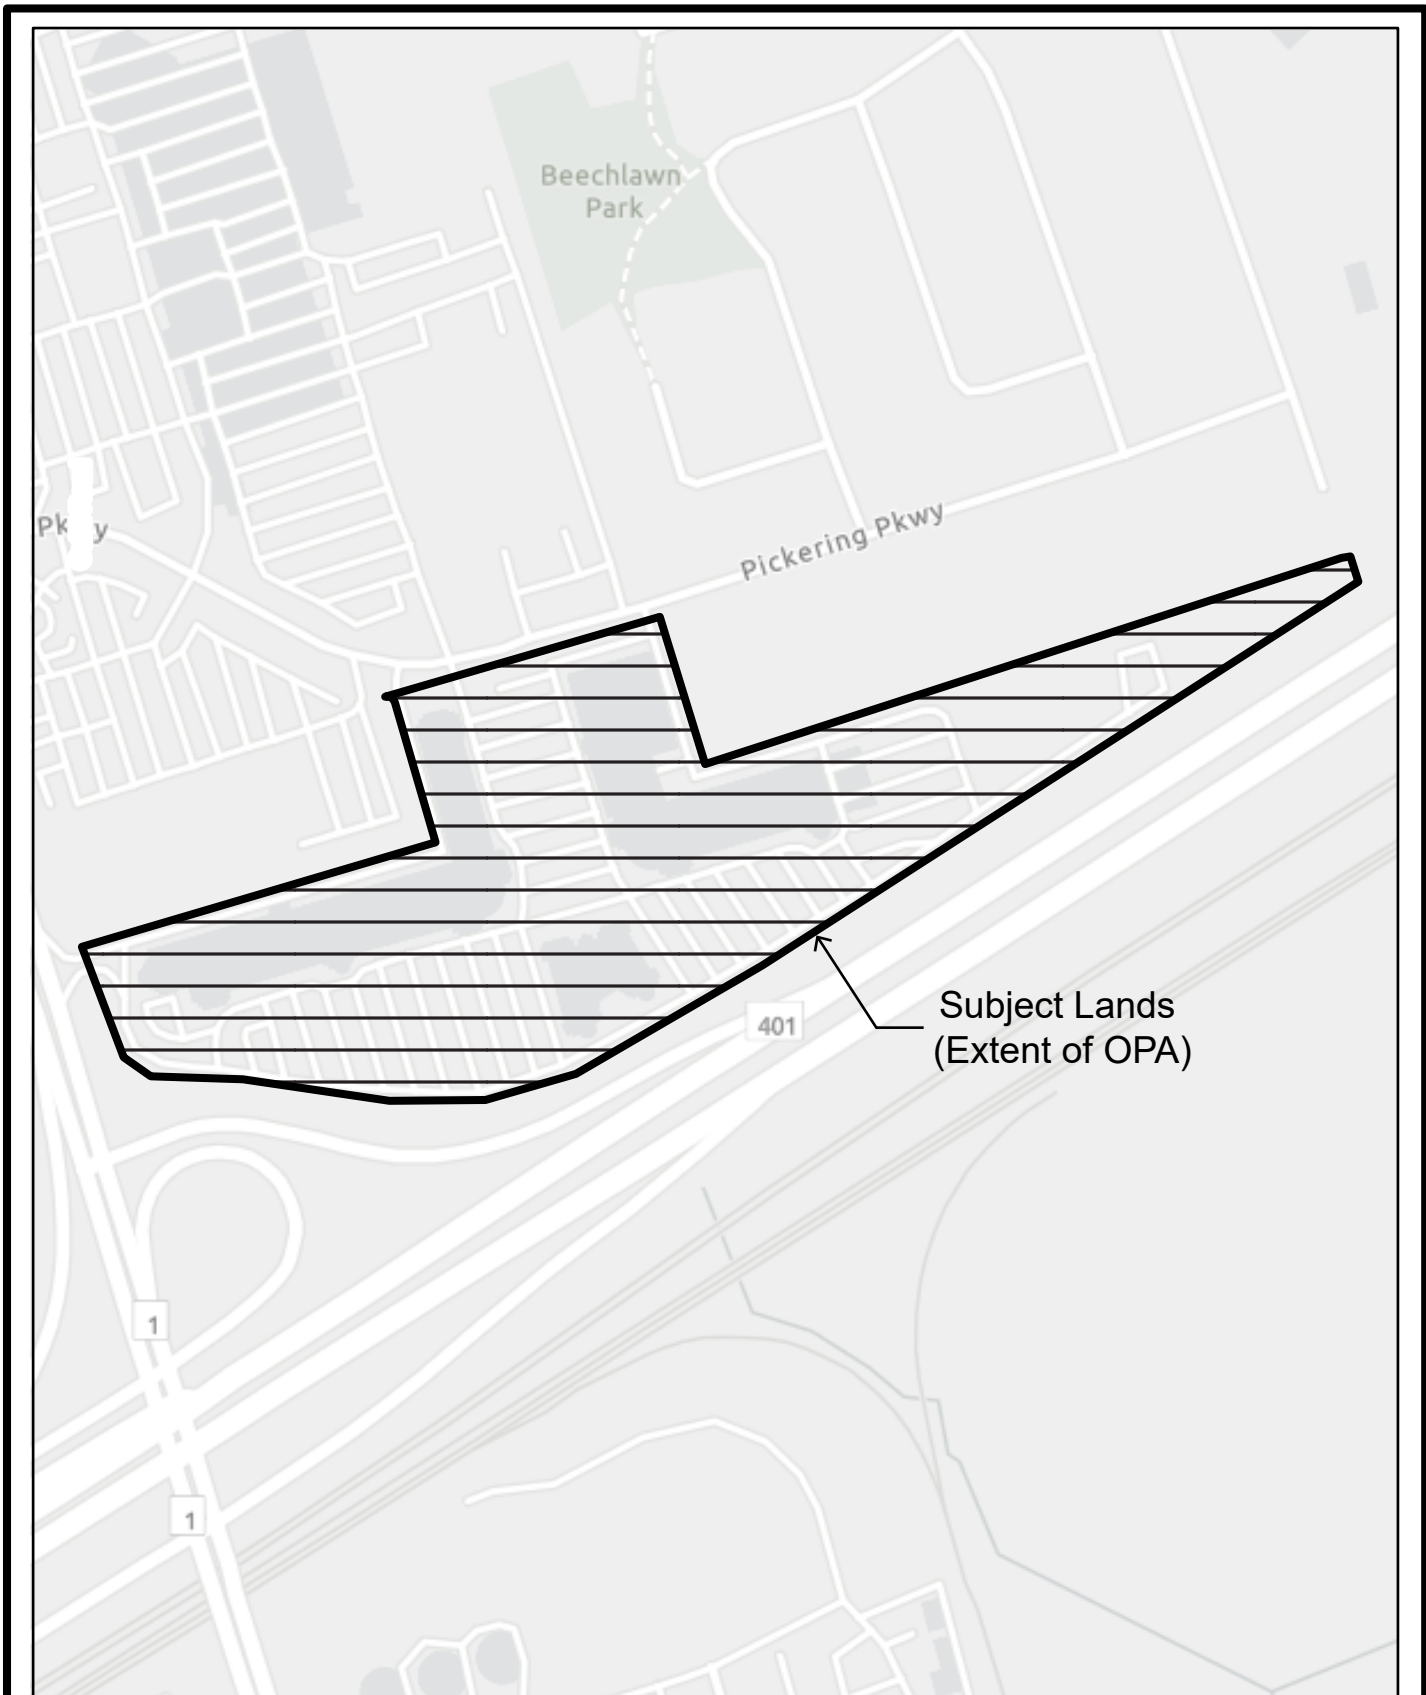 Beechlawn
Park
Pickering Pkwy
401
Subject Lands
(Extent of OPA)
1
1